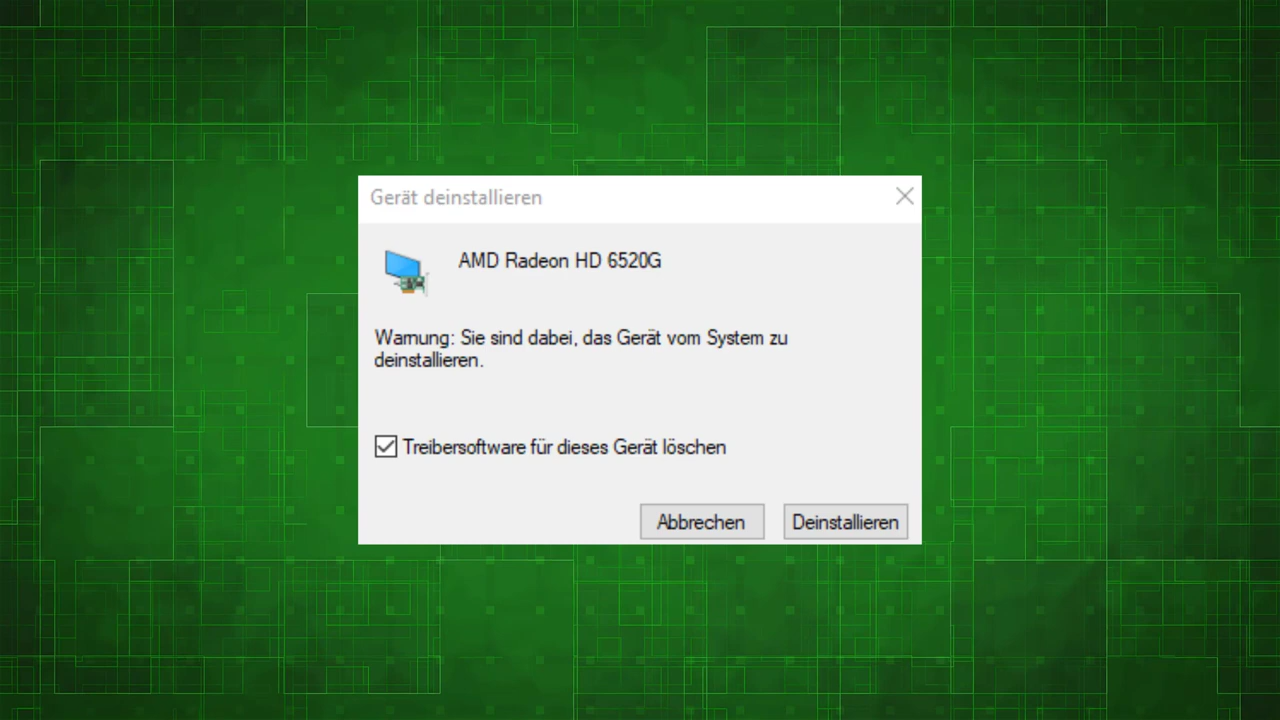 Gerät deinstallieren
AMD Radeon HD 6520G
Warnung: Sie sind dabei, das Gerät vom System zu
deinstallieren.
Treibersoftware für dieses Gerät löschen
Abbrechen
Deinstallieren